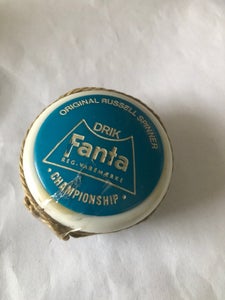 ORIGINAL RUSSELL SPINNER
DRIK
Fanta
REG. VAREMÆRKE
• CHAMPIONSHIP •